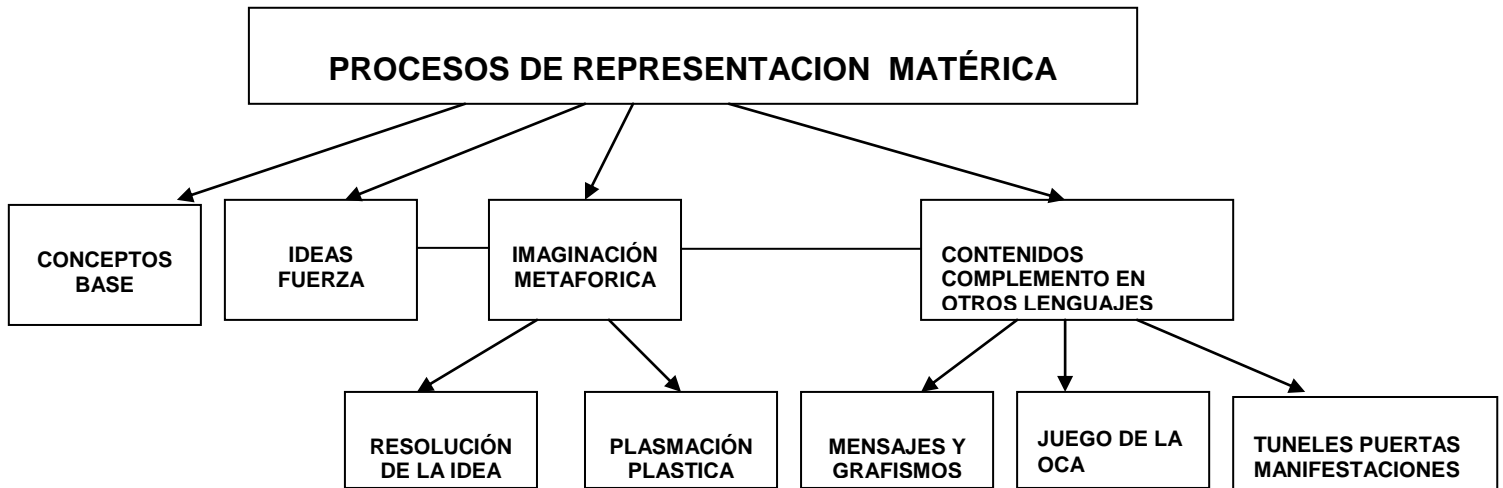 PROCESOS DE REPRESENTACION MATÉRICA
CONCEPTOS
BASE
IDEAS
FUERZA
IMAGINACIÓN
METAFORICA
CONTENIDOS
COMPLEMENTO EN
OTROS LENGUAJES
RESOLUCIÓN
DE LA IDEA
PLASMACIÓN
PLASTICA
MENSAJES Y
GRAFISMOS
JUEGO DE LA
OCA
TUNELES PUERTAS
MANIFESTACIONES